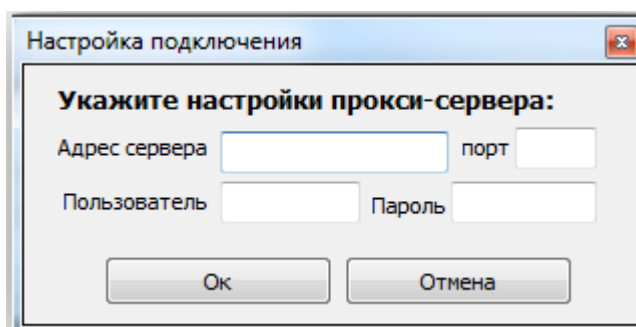 Настройка подключения
Укажите настройки прокси-сервера:
Адрес сервера порт
Пользователь Пароль
Ок Отмена